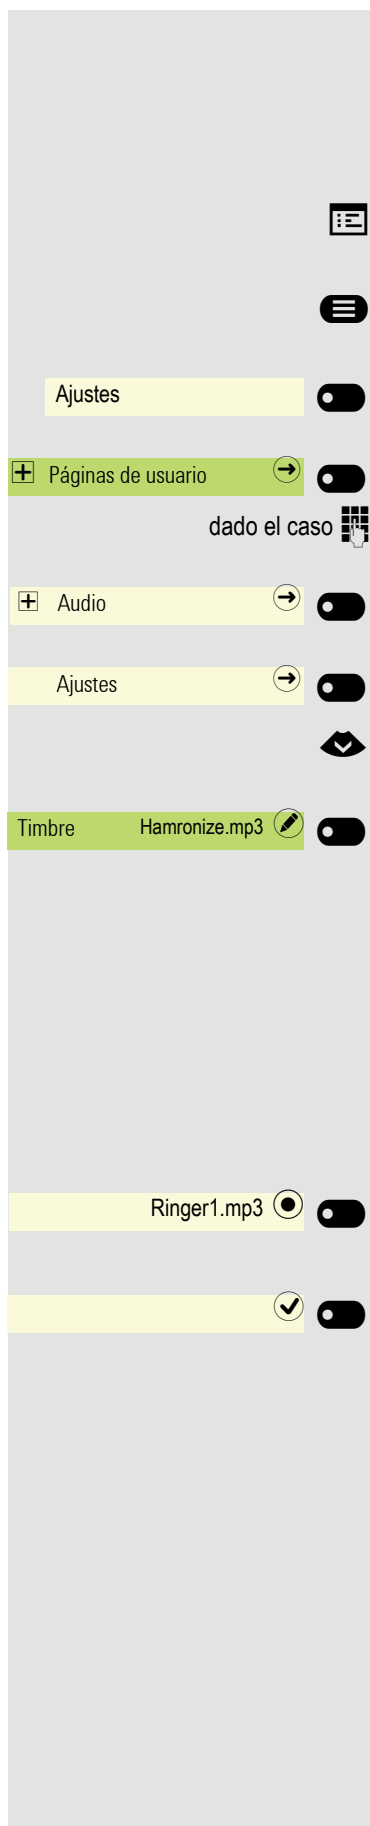 Ajustes
Páginas de usuario
dado el caso
Audio
Ajustes
Timbre Hamronize.mp3
Ringer1.mp3